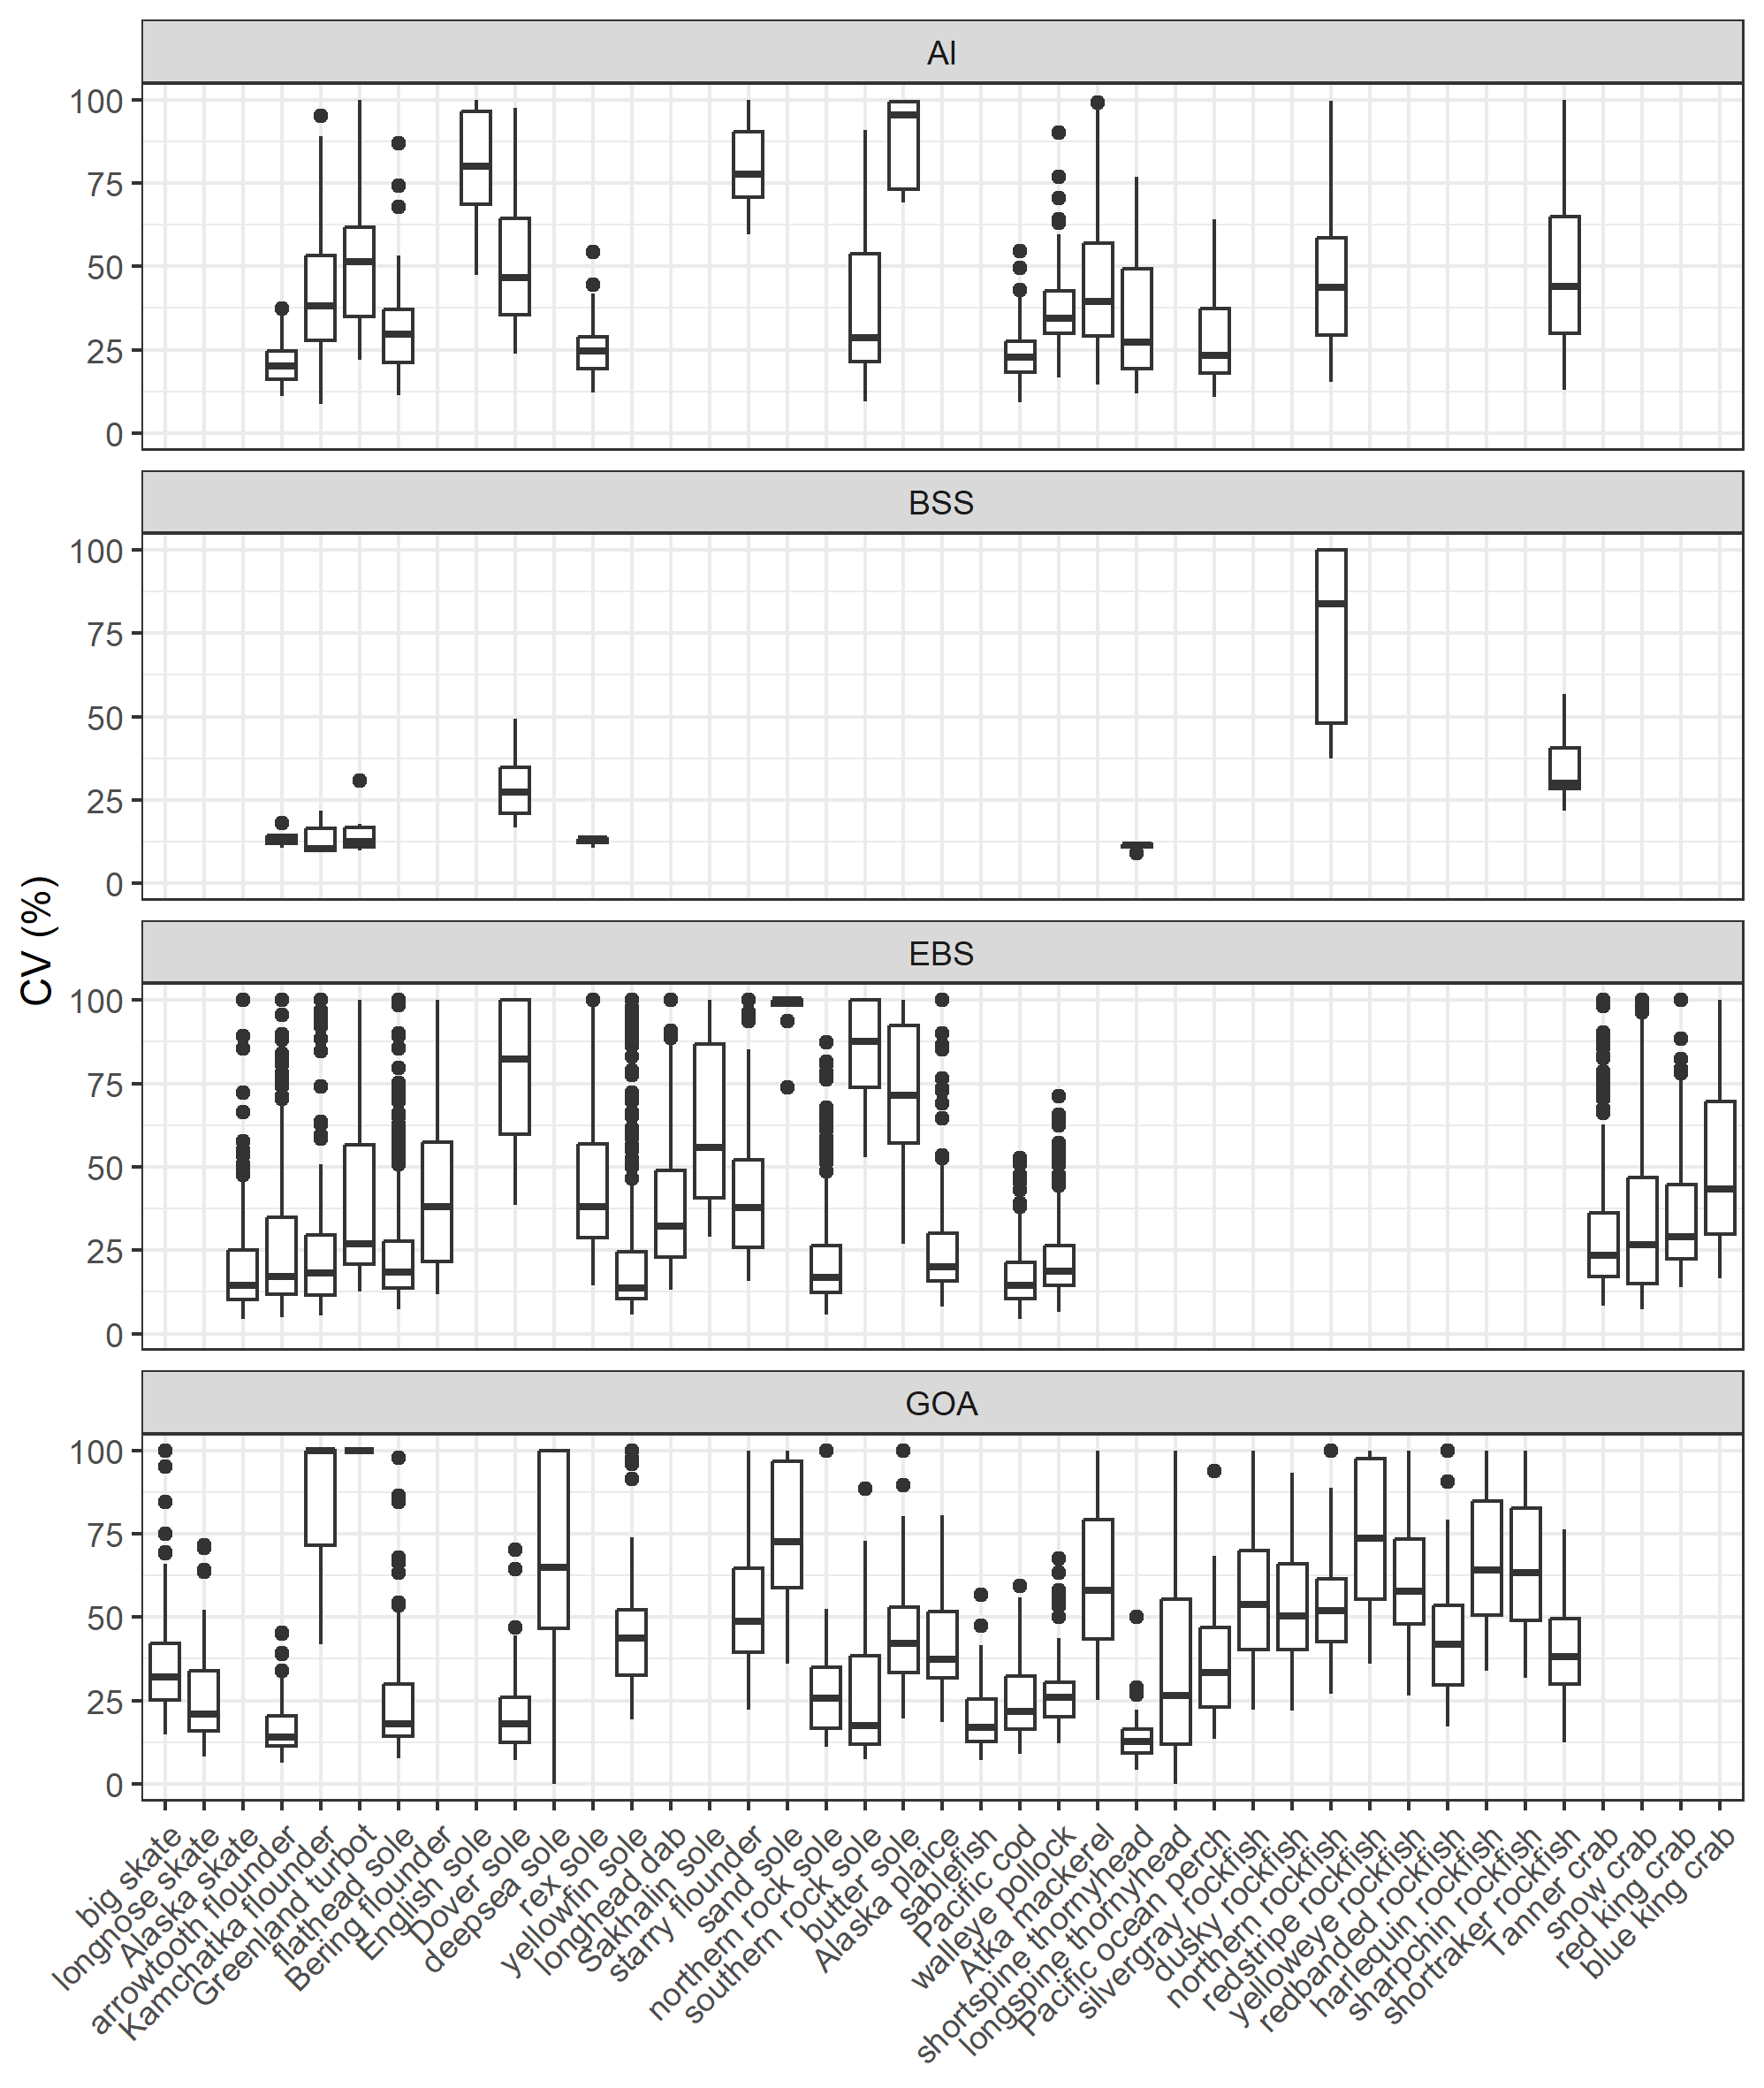 AI
100
75
50
25
0
BSS
100
75
50
25
0
CV (%)
EBS
100
75
50
25
0
GOA
100
75
50
25
0
big skate
longnose skate
Alaska skate
arrowtooth flounder
Kamchatka flounder
Greenland turbot
flathead sole
Bering flounder
English sole
Dover sole
deepsea sole
rex sole
yellowfin sole
longhead dab
Sakhalin sole
starry flounder
sand sole
northern rock sole
southern rock sole
butter sole
Alaska plaice
sablefish
Pacific cod
walleye pollock
Atka mackerel
shortspine thornyhead
longspine thornyhead
Pacific ocean perch
silvergray rockfish
dusky rockfish
northern rockfish
redstripe rockfish
yelloweye rockfish
redbanded rockfish
harlequin rockfish
sharpchin rockfish
shortraker rockfish
Tanner crab
snow crab
red king crab
blue king crab